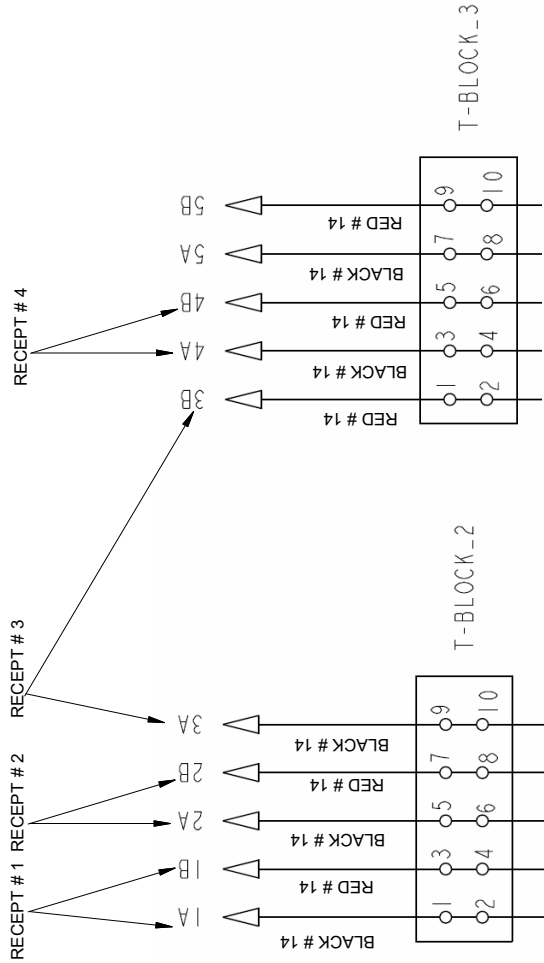 RECEPT # 4
5B
5A
4B
4A
3B
RED # 14
BLACK # 14
RED # 14
BLACK # 14
RED # 14
9
10
7
8
5
6
3
4
1
2
T-BLOCK_3
RECEPT # 3
RECEPT # 2
RECEPT # 1
3A
2B
2A
1B
1A
BLACK # 14
RED # 14
BLACK # 14
RED # 14
BLACK # 14
9
10
7
8
5
6
3
4
1
2
T-BLOCK_2